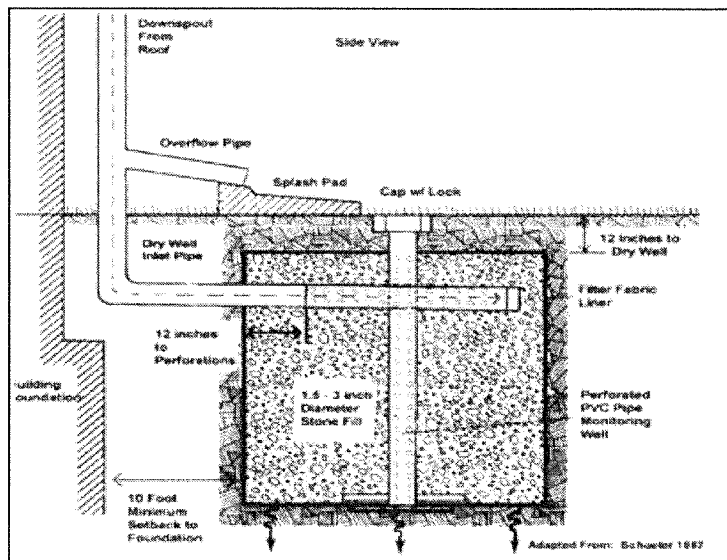 Downspout
From
Roof
Side View
Overflow Pipe
Splash Pad
Cap w/ Lock
Dry Well
Inlet Pipe
12 inches to
Dry Well
Filter Fabric
Liner
12 inches
to
Perforations
uilding
oundation
1.5 - 3 inch
Diameter
Stone Fill
Perforated
PVC Pipe
Monitoring
Well
10 Foot
Minimum
Setback to
Foundation
Adapted From: